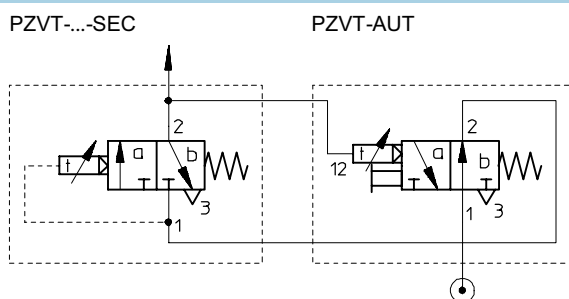 PZVT-...-SEC PZVT-AUT
2 2
t a b t a b
12
1 3 1 3